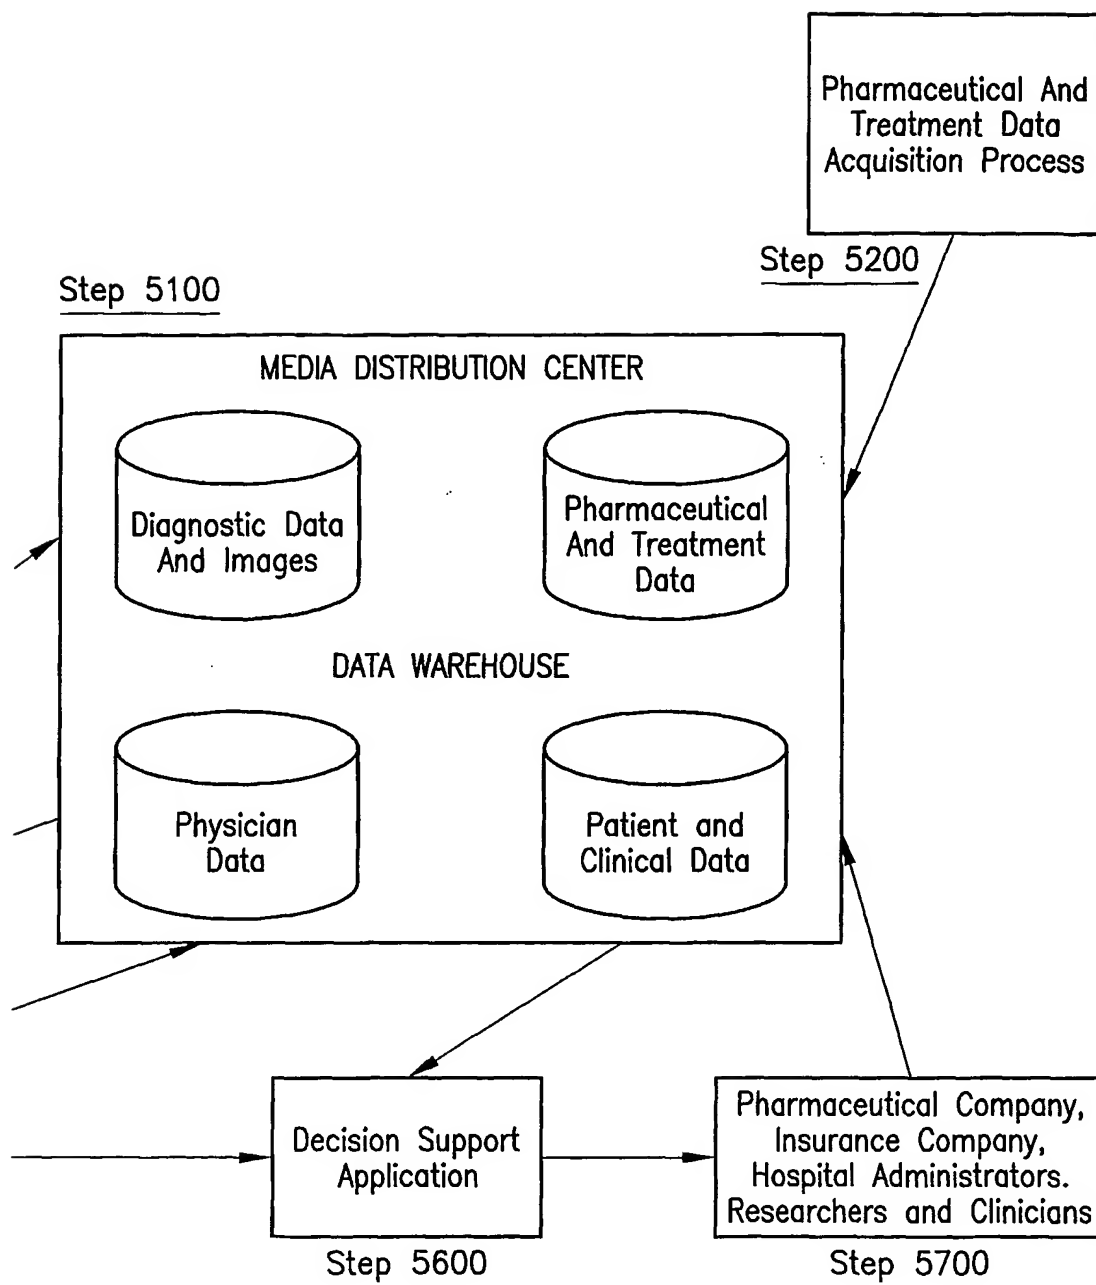 Pharmaceutical And
Treatment Data
Acquisition Process
Step 5200
Step 5100
MEDIA DISTRIBUTION CENTER
Diagnostic Data
And Images
Pharmaceutical
And Treatment
Data
DATA WAREHOUSE
Physician
Data
Patient and
Clinical Data
Decision Support
Application
Step 5600
Pharmaceutical Company,
Insurance Company,
Hospital Administrators.
Researchers and Clinicians
Step 5700